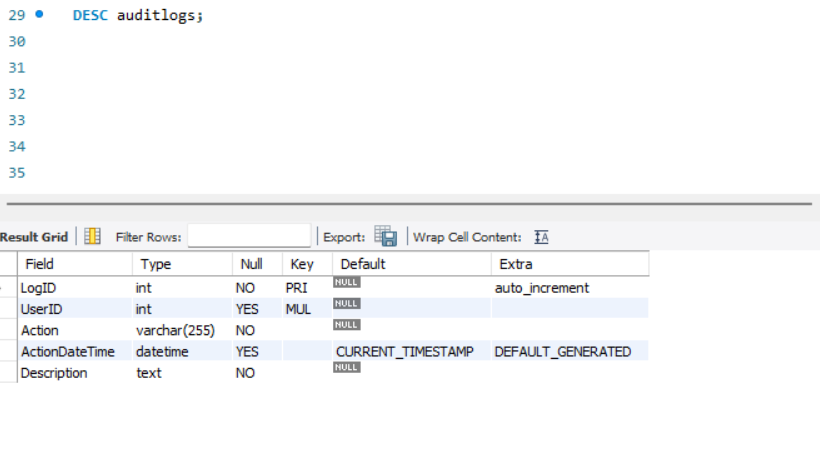 29 DESC auditlogs;
30
31
32
33
34
35
Result Grid Filter Rows: Export: Wrap Cell Content: IA
Field Type Null Key Default Extra
LogID int NO PRI NULL auto_increment
UserID int YES MUL NULL
Action varchar(255) NO NULL
ActionDateTime datetime YES CURRENT_TIMESTAMP DEFAULT_GENERATED
Description text NO NULL